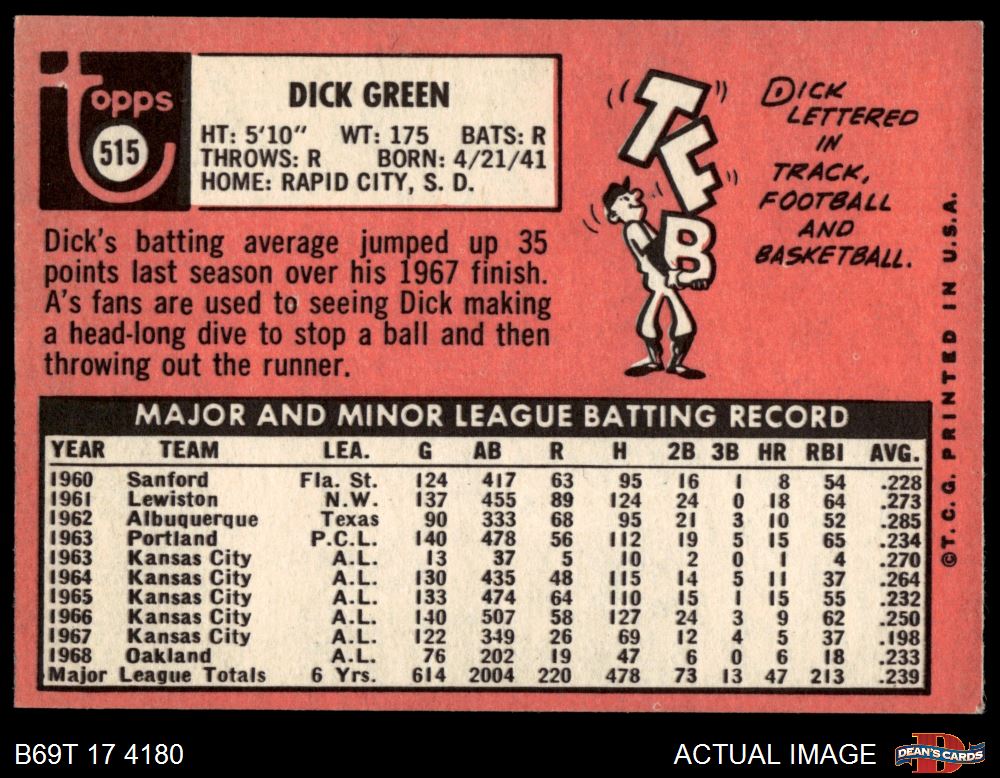 topps
515
DICK GREEN
HT: 5'10" WT: 175 BATS: R
THROWS: R BORN: 4/21/41
HOME: RAPID CITY, S. D.
Dick's batting average jumped up 35
points last season over his 1967 finish.
A's fans are used to seeing Dick making
a head-long dive to stop a ball and then
throwing out the runner.
T
F
B
DICK
LETTERED
IN
TRACK,
FOOTBALL
AND
BASKETBALL.
MAJOR AND MINOR LEAGUE BATTING RECORD
YEAR TEAM LEA. G AB R H 2B 3B HR RBI AVG.
1960 Sanford Fla. St. 124 417 63 95 16 1 8 54 .228
1961 Lewiston N.W. 137 455 89 124 24 0 18 64 .273
1962 Albuquerque Texas 90 333 68 95 21 3 10 52 .285
1963 Portland P.C.L. 140 478 56 112 19 5 15 65 .234
1963 Kansas City A.L. 13 37 5 10 2 0 1 4 .270
1964 Kansas City A.L. 130 435 48 115 14 5 11 37 .264
1965 Kansas City A.L. 133 474 64 110 15 1 15 55 .232
1966 Kansas City A.L. 140 507 58 127 24 3 9 62 .250
1967 Kansas City A.L. 122 349 26 69 12 4 5 37 .198
1968 Oakland A.L. 76 202 19 47 6 0 6 18 .233
Major League Totals 6 Yrs. 614 2004 220 478 73 13 47 213 .239
©T. C. G. PRINTED IN U.S.A.
B69T 17 4180
ACTUAL IMAGE
D
DEAN'S CARDS